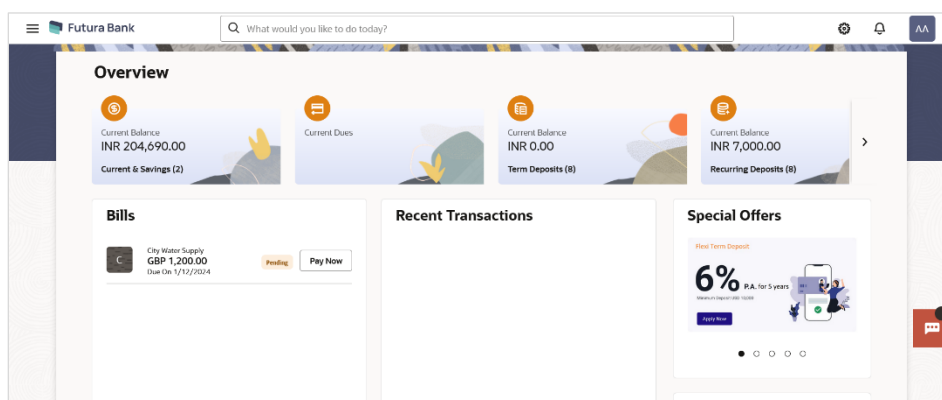 Futura Bank
What would you like to do today?
ΛΛ
Overview
Current Balance
INR 204,690.00
Current & Savings (2)
Current Dues
Current Balance
INR 0.00
Term Deposits (8)
Current Balance
INR 7,000.00
Recurring Deposits (8)
Bills
C
City Water Supply
GBP 1,200.00
Due On 1/12/2024
Pending
Pay Now
Recent Transactions
Special Offers
Flexi Term Deposit
6% P.A. for 5 years
Minimum Deposit
Apply Now